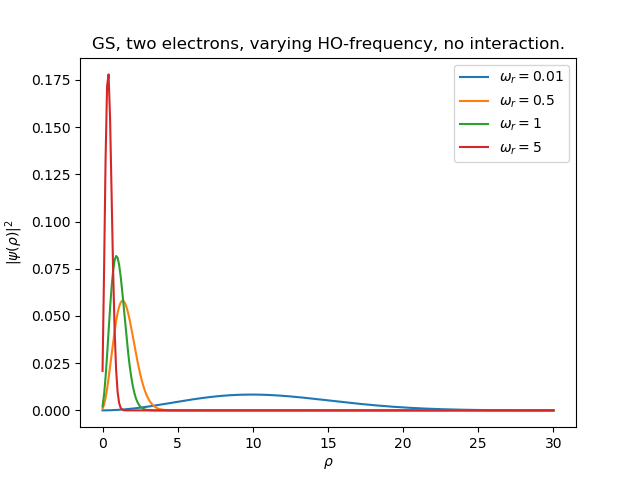 GS, two electrons, varying HO-frequency, no interaction.
ω_r = 0.01
ω_r = 0.5
ω_r = 1
ω_r = 5
|ψ(ρ)|²
0.175
0.150
0.125
0.100
0.075
0.050
0.025
0.000
0 5 10 15 20 25 30
ρ